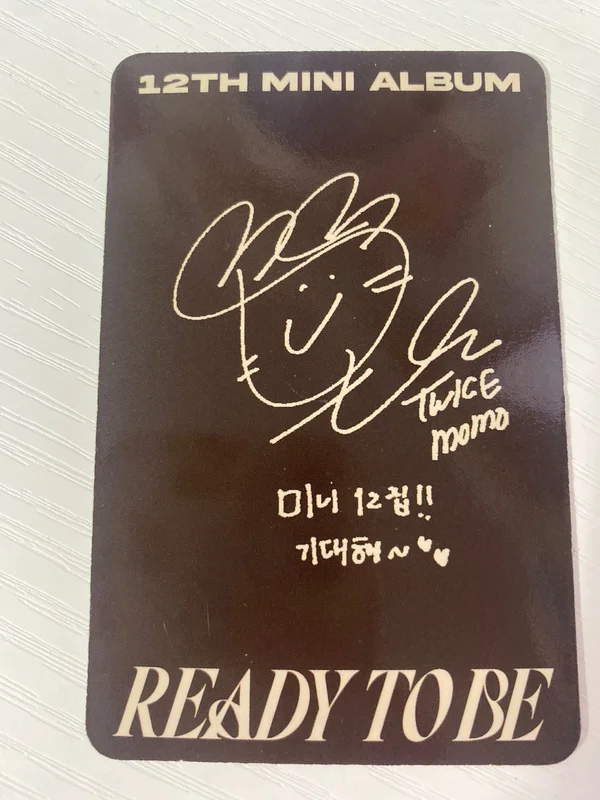 12TH MINI ALBUM
TWICE
MOMO
미니 12집!!
기대해~
READY TO BE